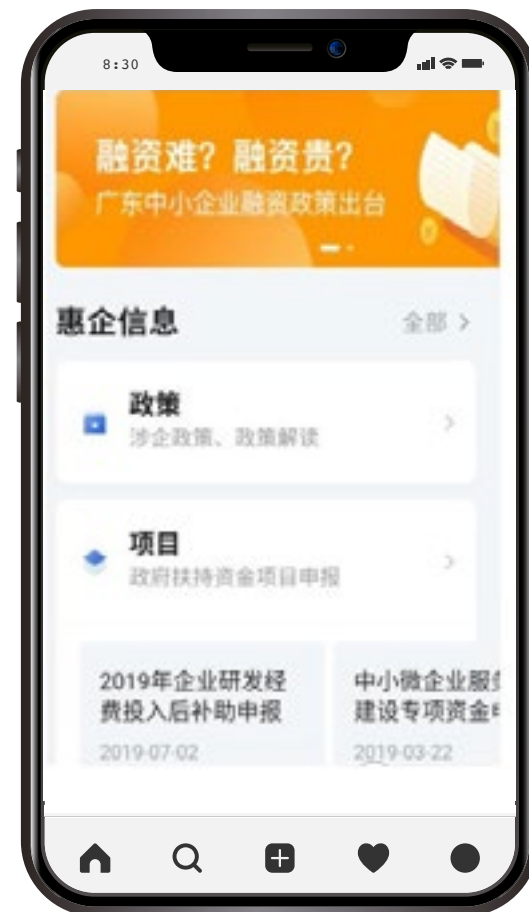 8:30
融资难？融资贵？
广东中小企业融资政策出台
惠企信息
全部 >
政策
涉企政策、政策解读
项目
政府扶持资金项目申报
2019年企业研发经
费投入后补助申报
2019-07-02
中小微企业服
建设专项资金
2019-03-22